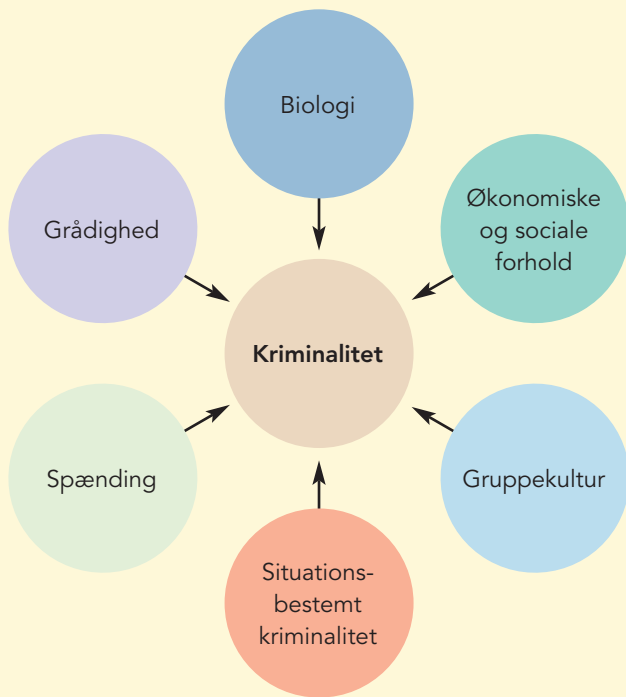 Biologi
Grådighed
Økonomiske
og sociale
forhold
Kriminalitet
Spænding
Gruppekultur
Situations-
bestemt
kriminalitet